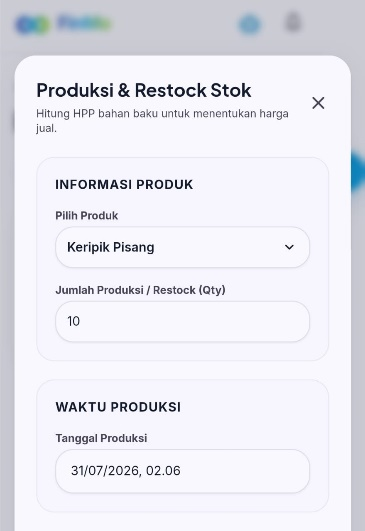 Produksi & Restock Stok
Hitung HPP bahan baku untuk menentukan harga
jual.
INFORMASI PRODUK
Pilih Produk
Keripik Pisang
Jumlah Produksi / Restock (Qty)
10
WAKTU PRODUKSI
Tanggal Produksi
31/07/2026, 02.06